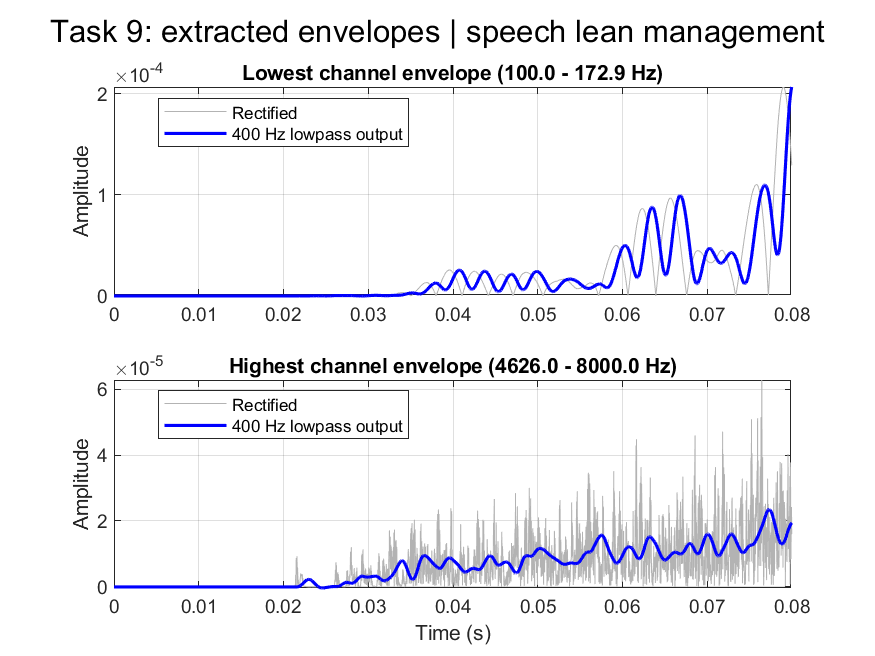 Task 9: extracted envelopes | speech lean management
×10-4
Lowest channel envelope (100.0 - 172.9 Hz)
Rectified
400 Hz lowpass output
Amplitude
2
1
0
0 0.01 0.02 0.03 0.04 0.05 0.06 0.07 0.08
×10-5
Highest channel envelope (4626.0 - 8000.0 Hz)
Rectified
400 Hz lowpass output
Amplitude
6
4
2
0
0 0.01 0.02 0.03 0.04 0.05 0.06 0.07 0.08
Time (s)